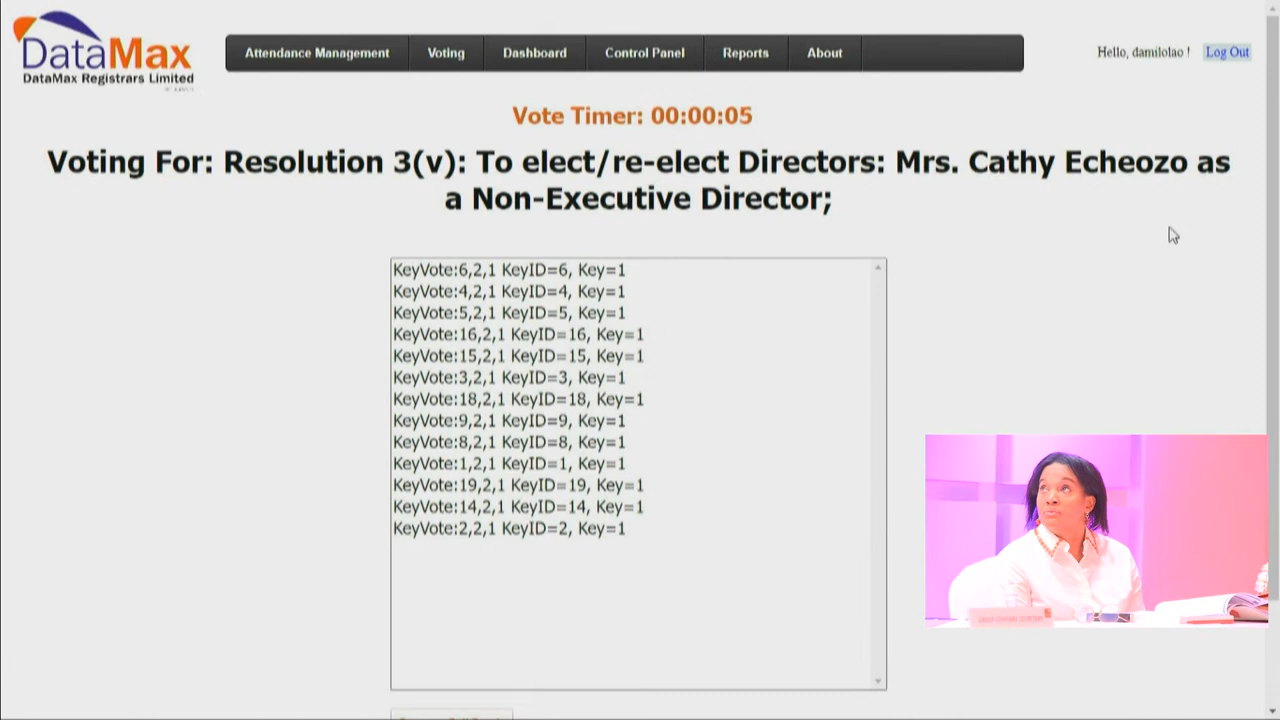 DataMax
DataMax Registrars Limited
Attendance Management
Voting
Dashboard
Control Panel
Reports
About
Hello, damilolao !
Log Out
Vote Timer: 00:00:05
Voting For: Resolution 3(v): To elect/re-elect Directors: Mrs. Cathy Echeozo as
a Non-Executive Director;
KeyVote:6,2,1 KeyID=6, Key=1
KeyVote:4,2,1 KeyID=4, Key=1
KeyVote:5,2,1 KeyID=5, Key=1
KeyVote:16,2,1 KeyID=16, Key=1
KeyVote:15,2,1 KeyID=15, Key=1
KeyVote:3,2,1 KeyID=3, Key=1
KeyVote:18,2,1 KeyID=18, Key=1
KeyVote:9,2,1 KeyID=9, Key=1
KeyVote:8,2,1 KeyID=8, Key=1
KeyVote:1,2,1 KeyID=1, Key=1
KeyVote:19,2,1 KeyID=19, Key=1
KeyVote:14,2,1 KeyID=14, Key=1
KeyVote:2,2,1 KeyID=2, Key=1
GROUP COMPANY SECRETARY